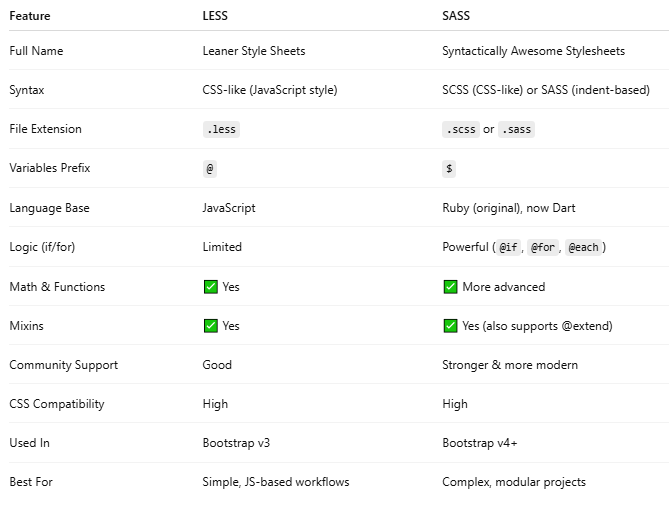 Feature LESS SASS
Full Name Leaner Style Sheets Syntactically Awesome Stylesheets
Syntax CSS-like (JavaScript style) SCSS (CSS-like) or SASS (indent-based)
File Extension .less .scss or .sass
Variables Prefix @ $
Language Base JavaScript Ruby (original), now Dart
Logic (if/for) Limited Powerful ( @if , @for , @each )
Math & Functions ✅ Yes ✅ More advanced
Mixins ✅ Yes ✅ Yes (also supports @extend)
Community Support Good Stronger & more modern
CSS Compatibility High High
Used In Bootstrap v3 Bootstrap v4+
Best For Simple, JS-based workflows Complex, modular projects